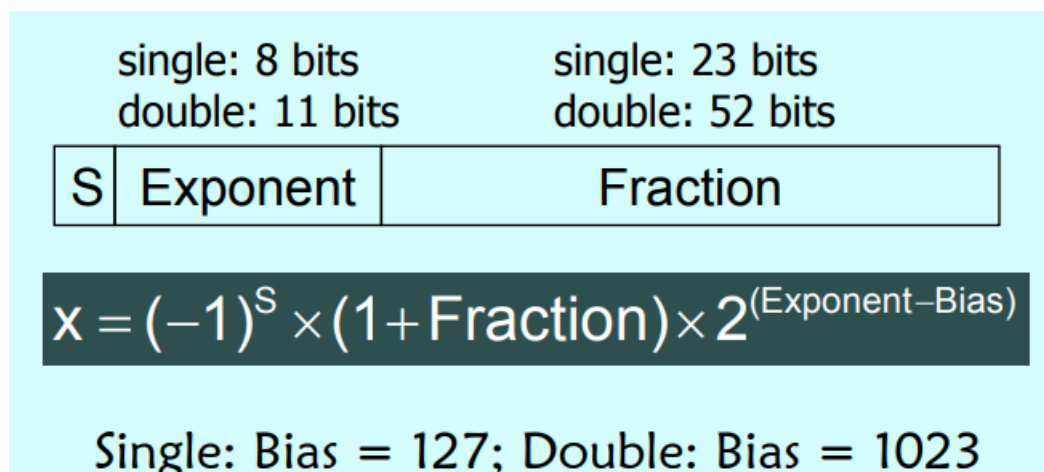 single: 8 bits single: 23 bits
double: 11 bits double: 52 bits
S Exponent Fraction
x = (−1)^S × (1+Fraction) × 2^(Exponent−Bias)
Single: Bias = 127; Double: Bias = 1023